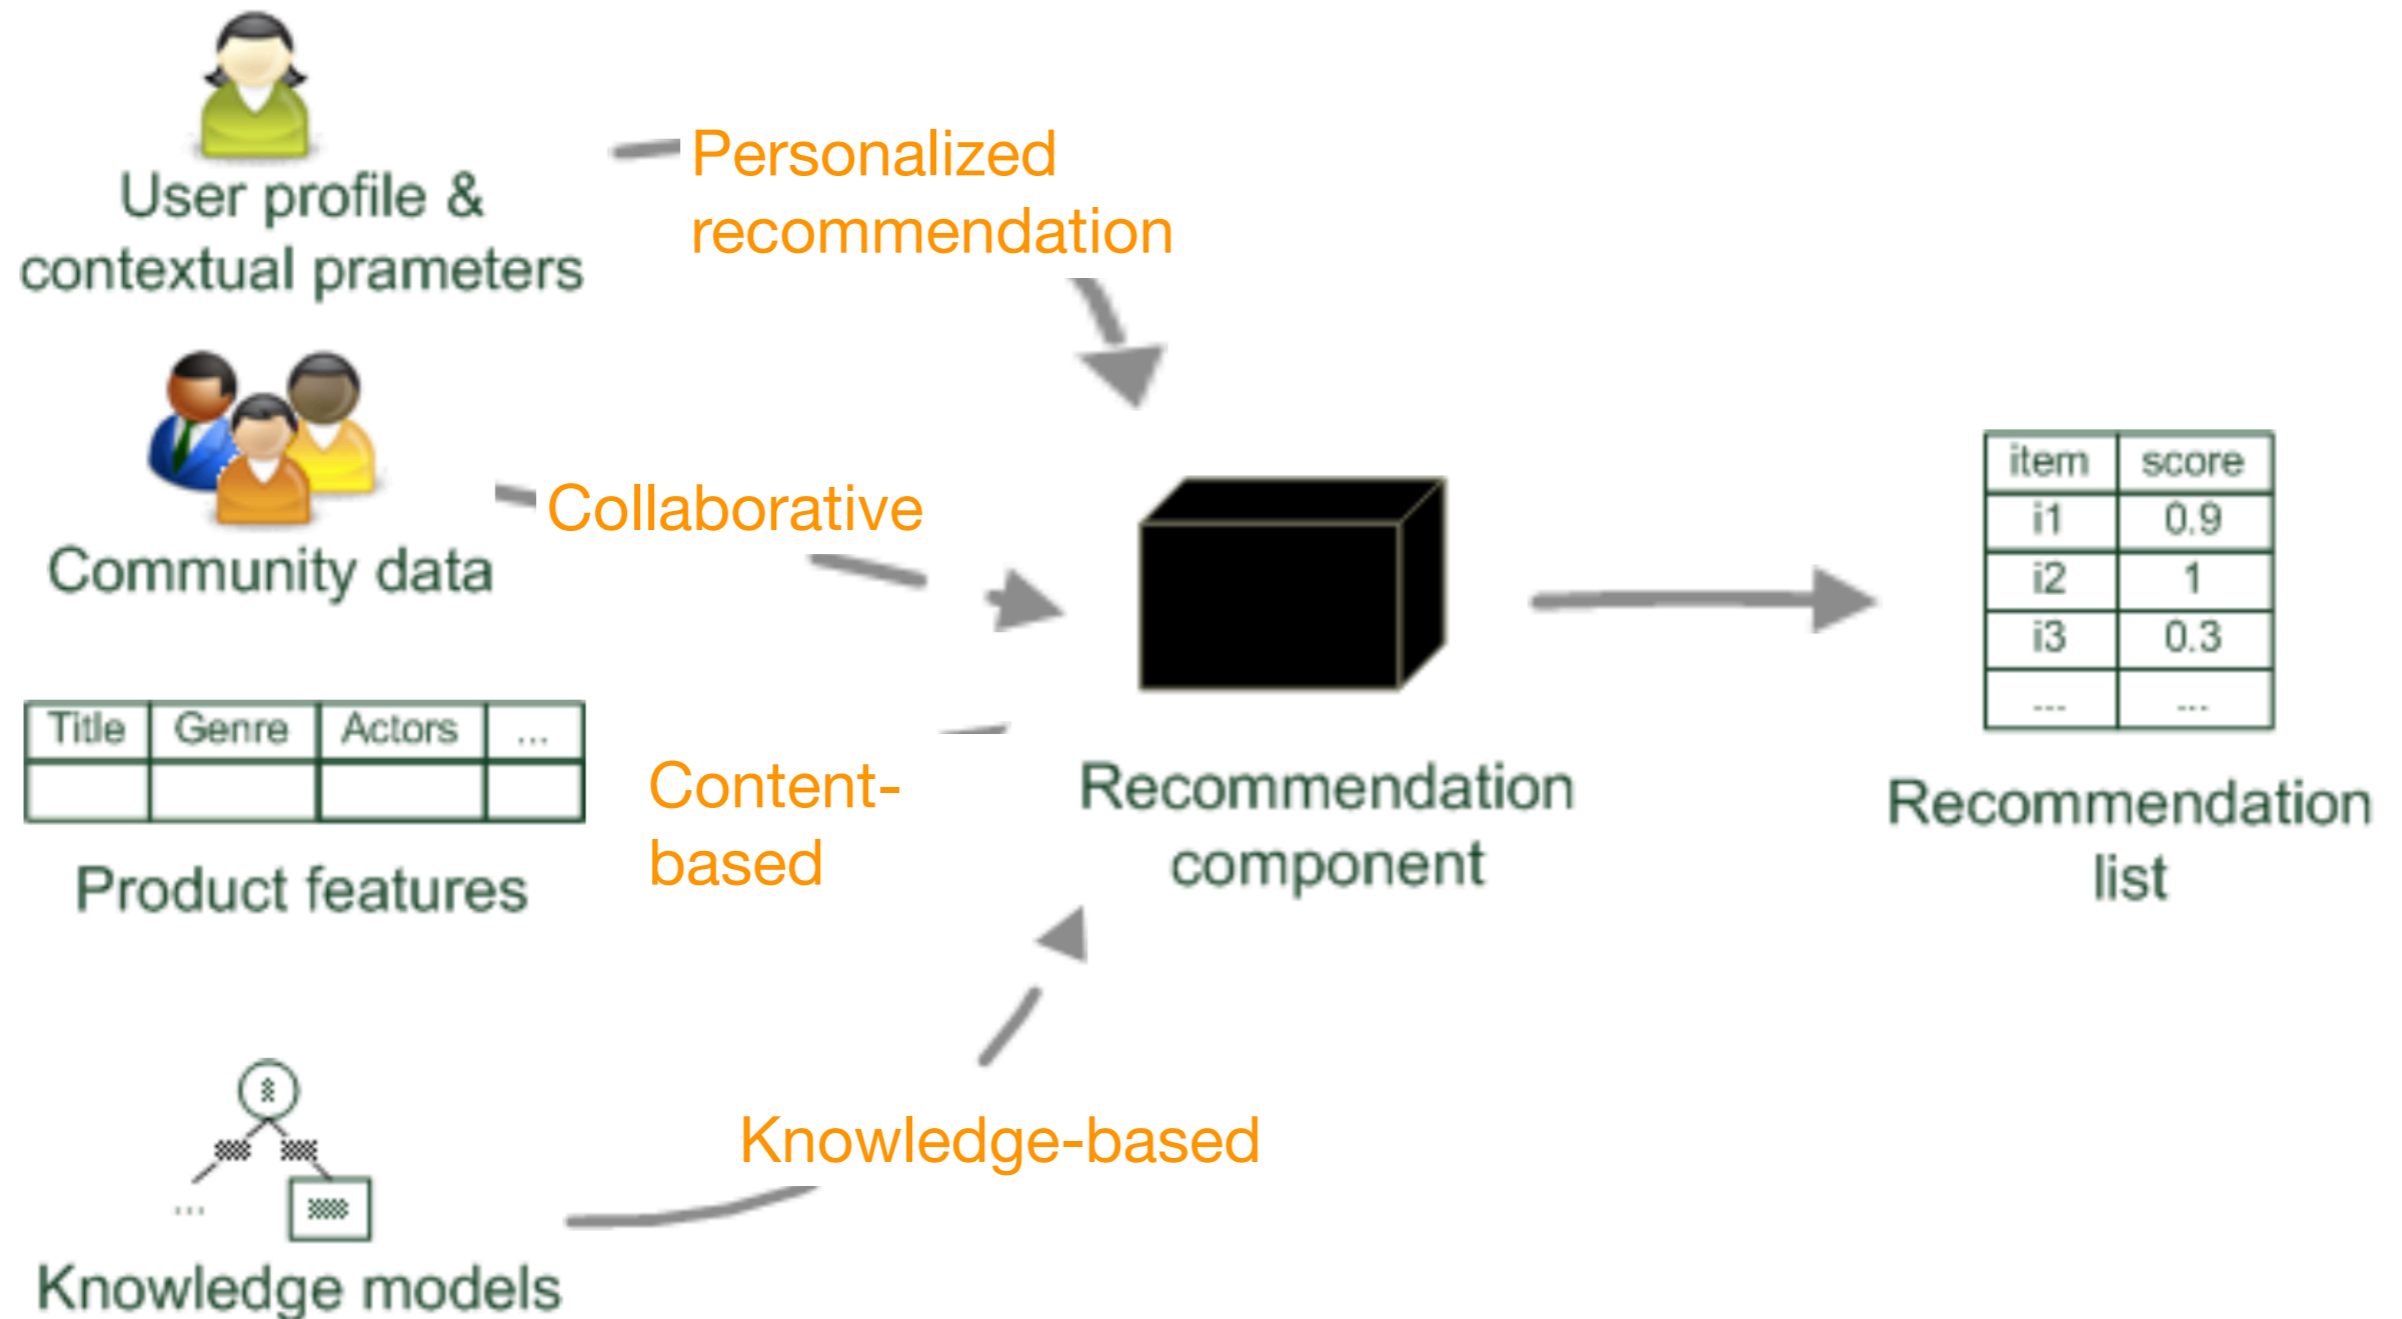 User profile &
contextual prameters
Personalized
recommendation
Community data
Collaborative
Title Genre Actors ...
Product features
Content-
based
...
Knowledge models
Knowledge-based
Recommendation
component
item score
i1 0.9
i2 1
i3 0.3
... ...
Recommendation
list